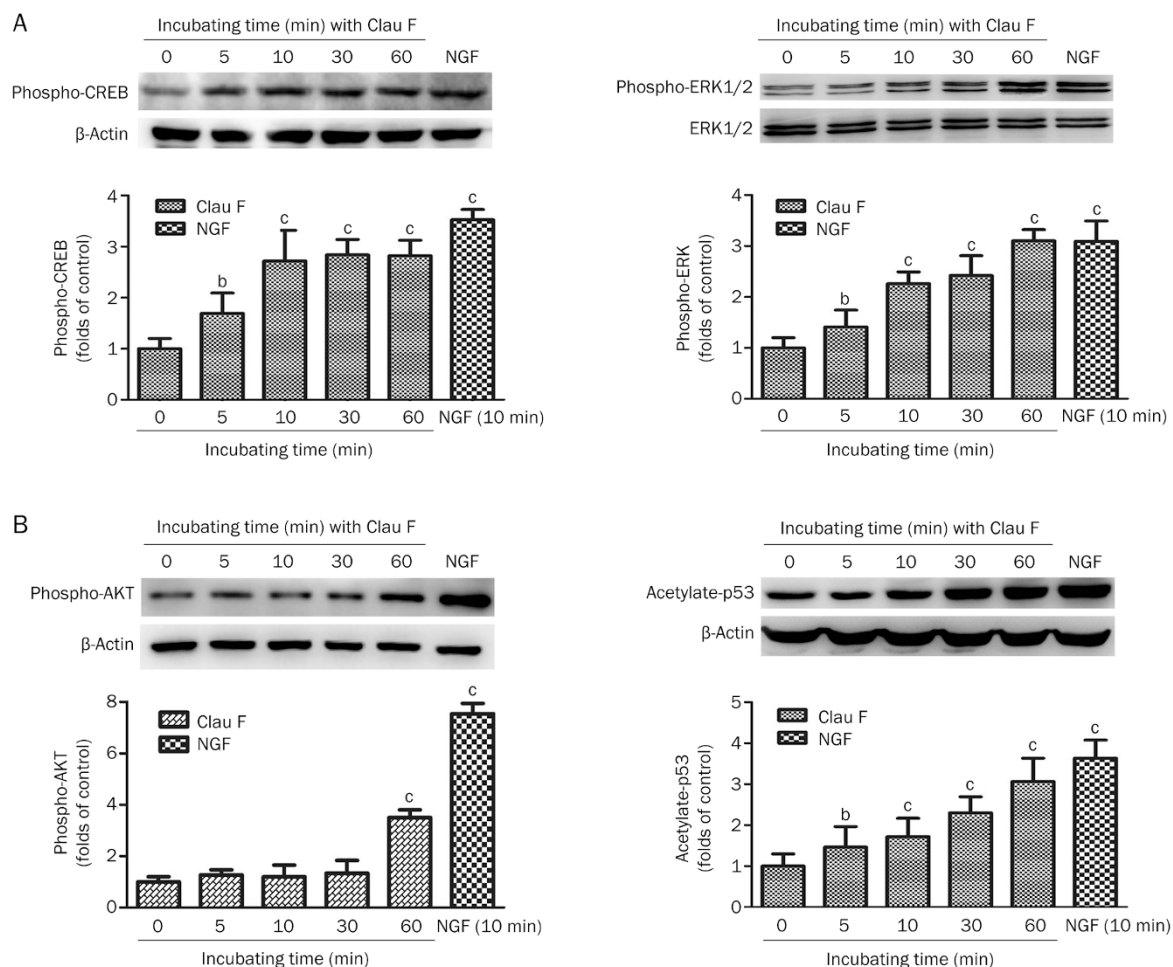 A
Incubating time (min) with Clau F
0 5 10 30 60 NGF
Phospho-CREB
β-Actin
Phospho-CREB
(folds of control)
4
3
2
1
0
Clau F
NGF
b
c
c
c
c
0 5 10 30 60 NGF (10 min)
Incubating time (min)
Incubating time (min) with Clau F
0 5 10 30 60 NGF
Phospho-ERK1/2
ERK1/2
Phospho-ERK
(folds of control)
4
3
2
1
0
Clau F
NGF
b
c
c
c
c
0 5 10 30 60 NGF (10 min)
Incubating time (min)
B
Incubating time (min) with Clau F
0 5 10 30 60 NGF
Phospho-AKT
β-Actin
Phospho-AKT
(folds of control)
8
6
4
2
0
Clau F
NGF
c
c
0 5 10 30 60 NGF (10 min)
Incubating time (min)
Incubating time (min) with Clau F
0 5 10 30 60 NGF
Acetylate-p53
β-Actin
Acetylate-p53
(folds of control)
5
4
3
2
1
0
Clau F
NGF
b
c
c
c
c
0 5 10 30 60 NGF (10 min)
Incubating time (min)